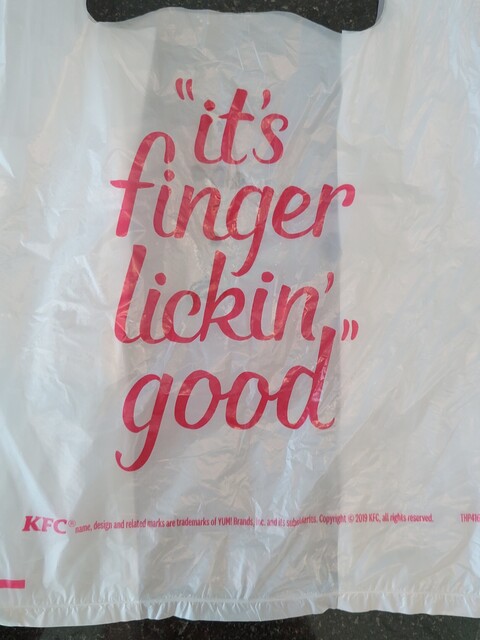 "it's
finger
lickin'"
good
KFC® name, design and related marks are trademarks of YUM! Brands, Inc. and its subsidiaries. Copyright © 2019 KFC, all rights reserved. THP41